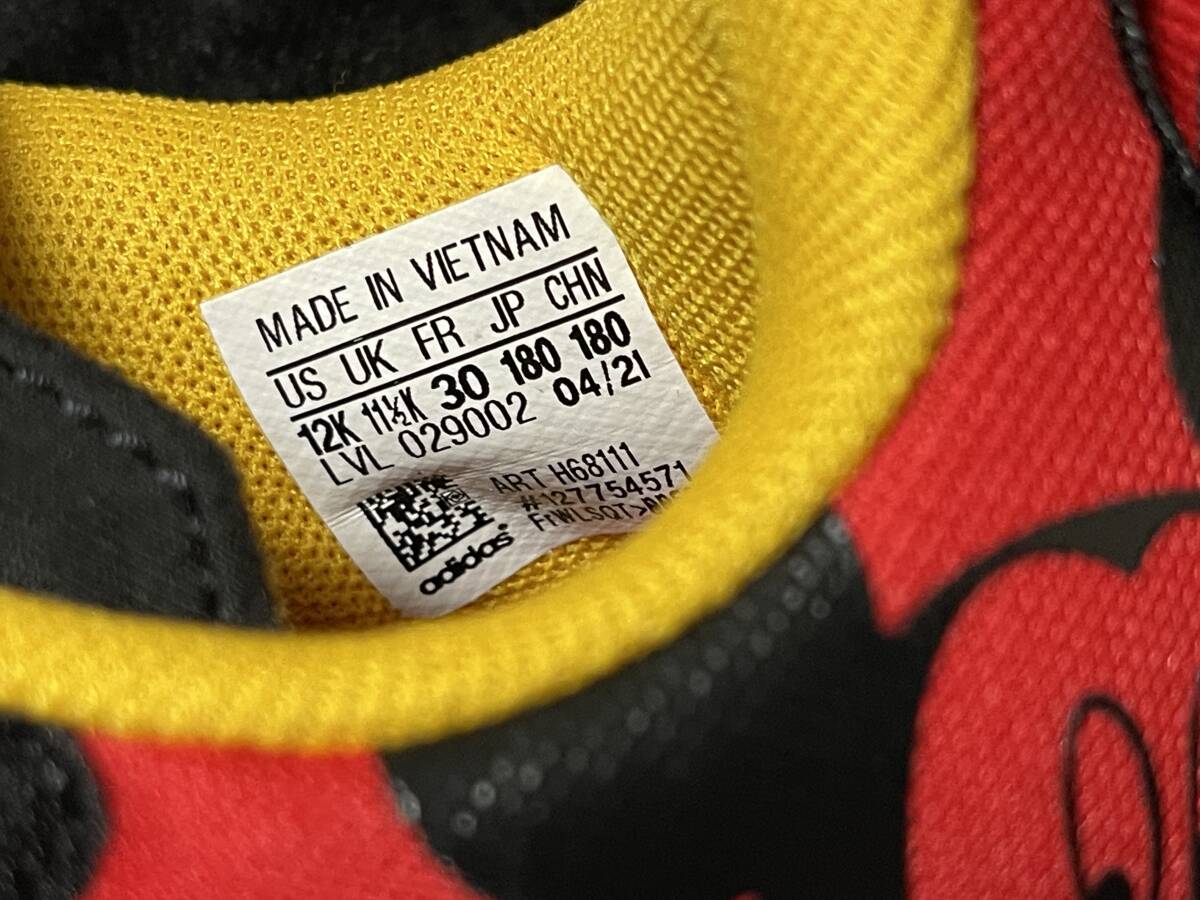 MADE IN VIETNAM
US UK FR JP CHN
12K 11½K 30 180 180
LVL 029002 04/21
ART H68111
#127754571
adidas